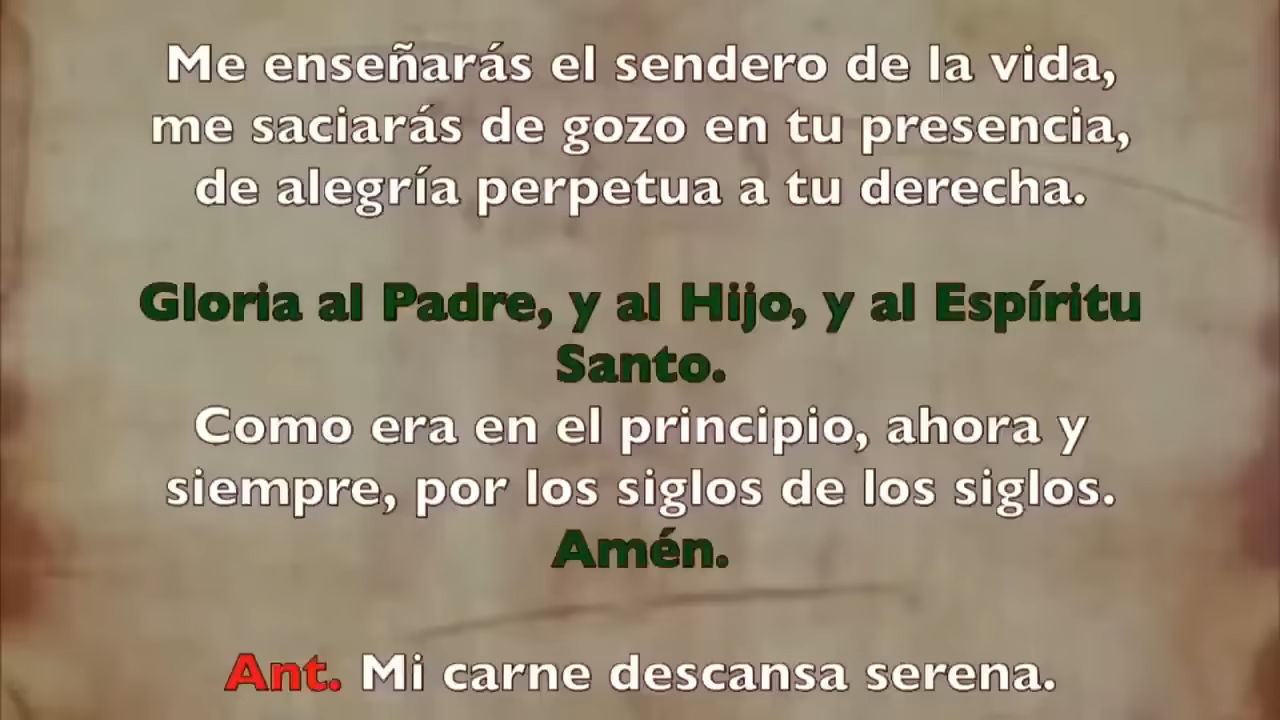 Me enseñarás el sendero de la vida,
me saciarás de gozo en tu presencia,
de alegría perpetua a tu derecha.
Gloria al Padre, y al Hijo, y al Espíritu
Santo.
Como era en el principio, ahora y
siempre, por los siglos de los siglos.
Amén.
Ant. Mi carne descansa serena.